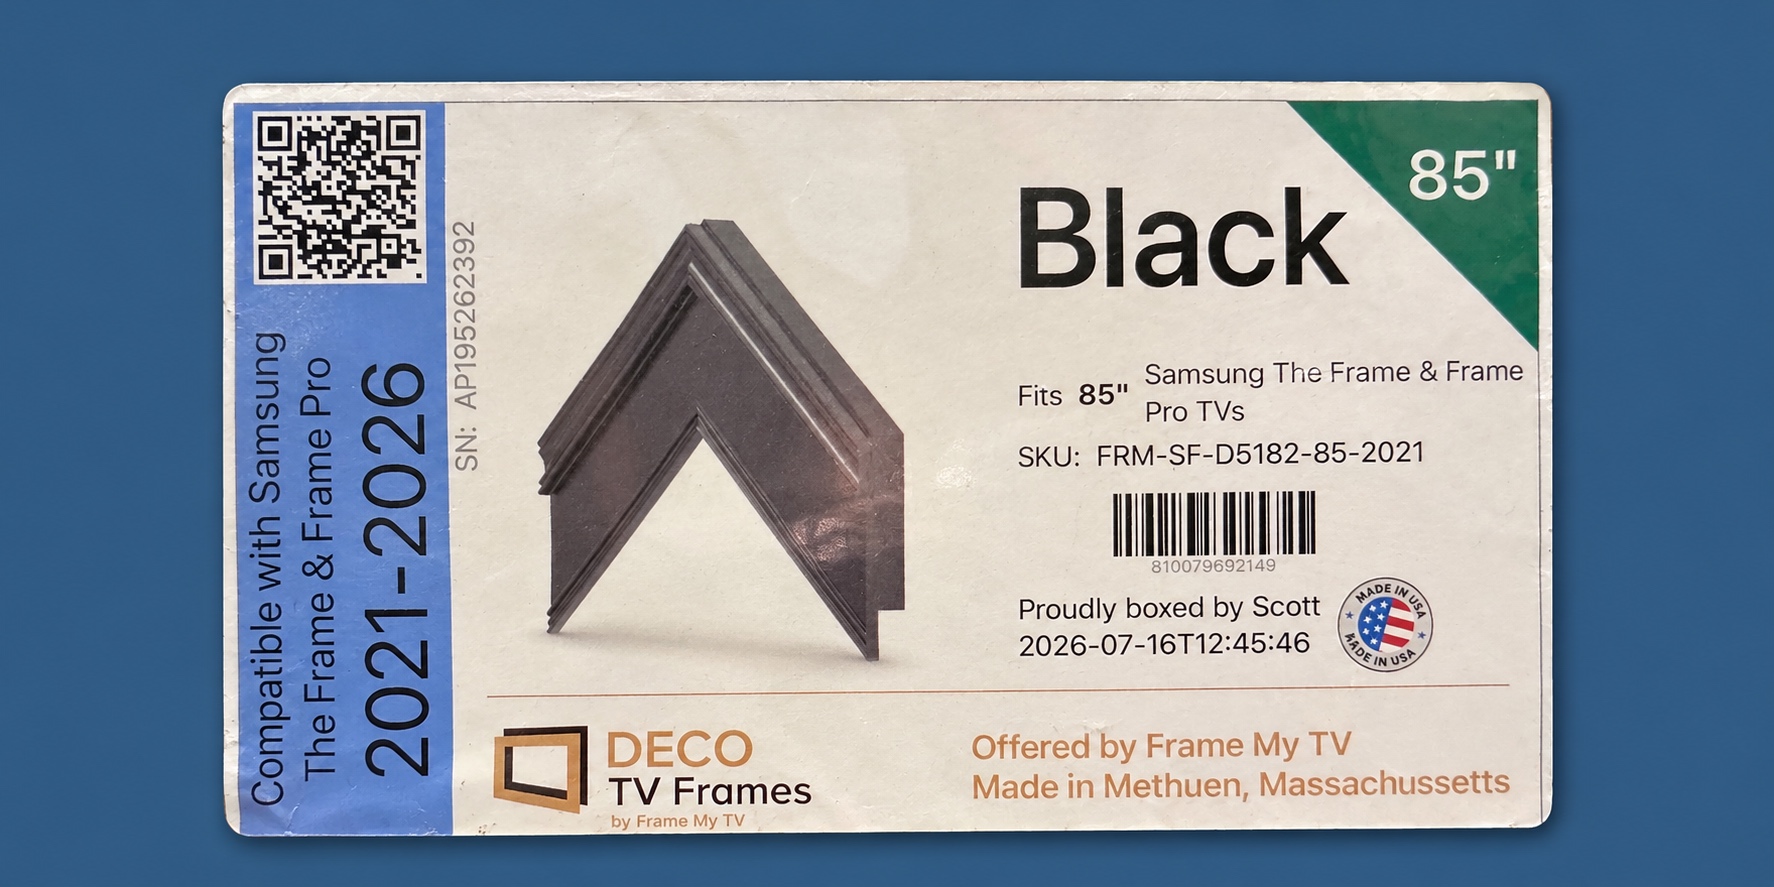 Compatible with Samsung
The Frame & Frame Pro
2021-2026
SN: AP195262392
85"
Black
Fits 85" Samsung The Frame & Frame
Pro TVs
SKU: FRM-SF-D5182-85-2021
810079692149
Proudly boxed by Scott
2026-07-16T12:45:46
MADE IN USA
MADE IN USA
DECO
TV Frames
by Frame My TV
Offered by Frame My TV
Made in Methuen, Massachussetts